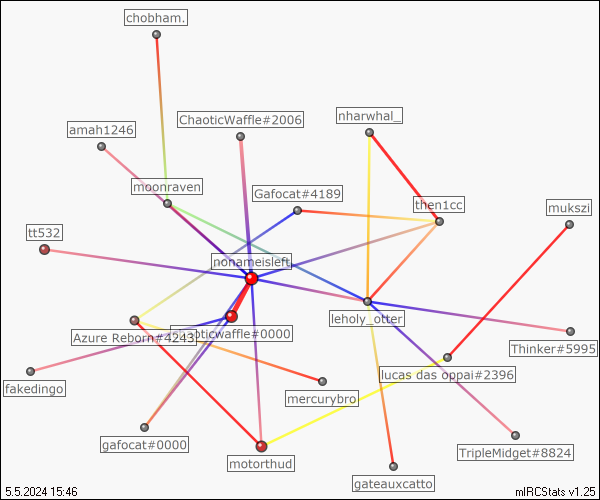 chobham.
ChaoticWaffle#2006
nharwhal_
amah1246
moonraven
Gafocat#4189
then1cc
mukszi
tt532
nonameisleft
leholy_otter
Azure Reborn#4243
aoticwaffle#0000
Thinker#5995
lucas das oppai#2396
fakedingo
mercurybro
gafocat#0000
motorthud
TripleMidget#8824
gateauxcatto
5.5.2024 15:46
mIRCStats v1.25